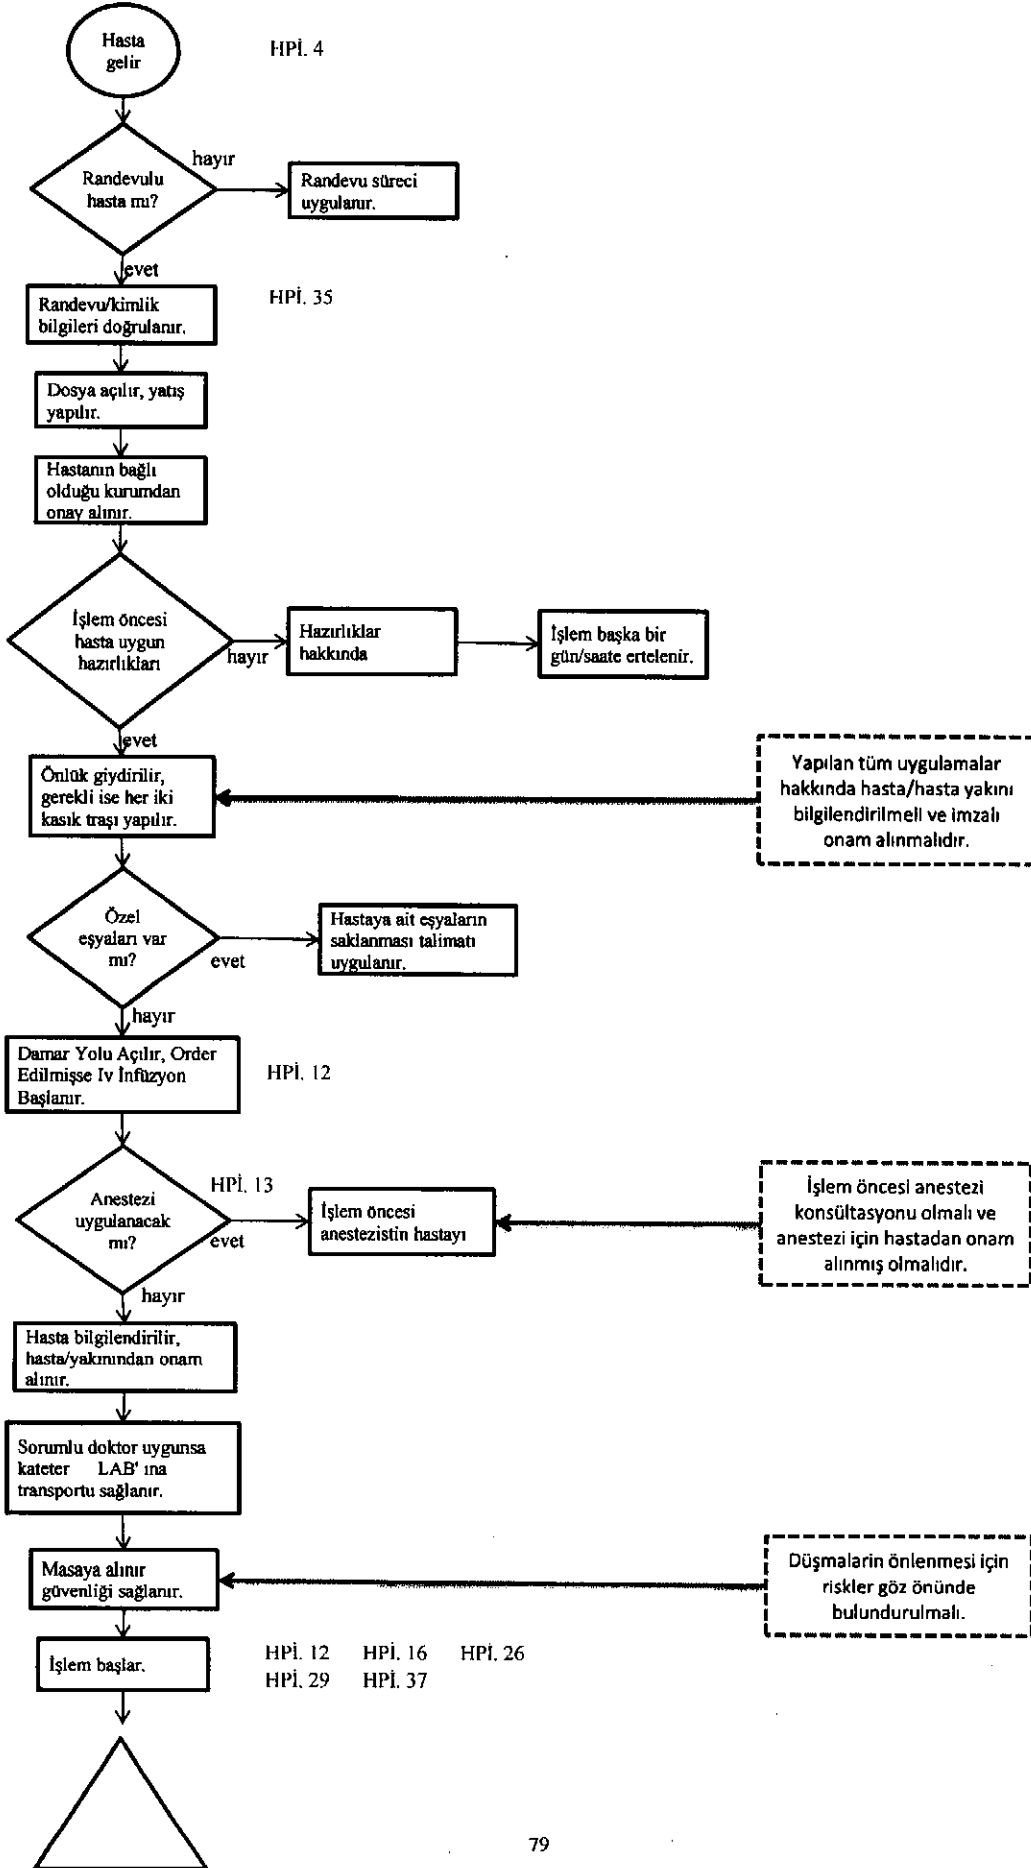 Hasta
gelir
HPİ. 4
Randevulu
hasta mı?
hayır
Randevu süreci
uygulanır.
evet
Randevu/kimlik
bilgileri doğrulanır.
HPİ. 35
Dosya açılır, yatış
yapılır.
Hastanın bağlı
olduğu kurumdan
onay alınır.
İşlem öncesi
hasta uygun
hazırlıkları
hayır
Hazırlıklar
hakkında
İşlem başka bir
gün/saate ertelenir.
evet
Önlük giydirilir,
gerekli ise her iki
kasık traşı yapılır.
Yapılan tüm uygulamalar
hakkında hasta/hasta yakını
bilgilendirilmeli ve imzalı
onam alınmalıdır.
Özel
eşyaları var
mı?
evet
Hastaya ait eşyaların
saklanması talimatı
uygulanır.
hayır
Damar Yolu Açılır, Order
Edilmişse Iv İnfüzyon
Başlanır.
HPİ. 12
Anestezi
uygulanacak
mı?
HPİ. 13
evet
İşlem öncesi
anestezistin hastayı
İşlem öncesi anestezi
konsültasyonu olmalı ve
anestezi için hastadan onam
alınmış olmalıdır.
hayır
Hasta bilgilendirilir,
hasta/yakınından onam
alınır.
Sorumlu doktor uygunsa
kateter LAB' ına
transportu sağlanır.
Masaya alınır
güvenliği sağlanır.
Düşmalarin önlenmesi için
riskler göz önünde
bulundurulmalı.
İşlem başlar.
HPİ. 12 HPİ. 16 HPİ. 26
HPİ. 29 HPİ. 37
79